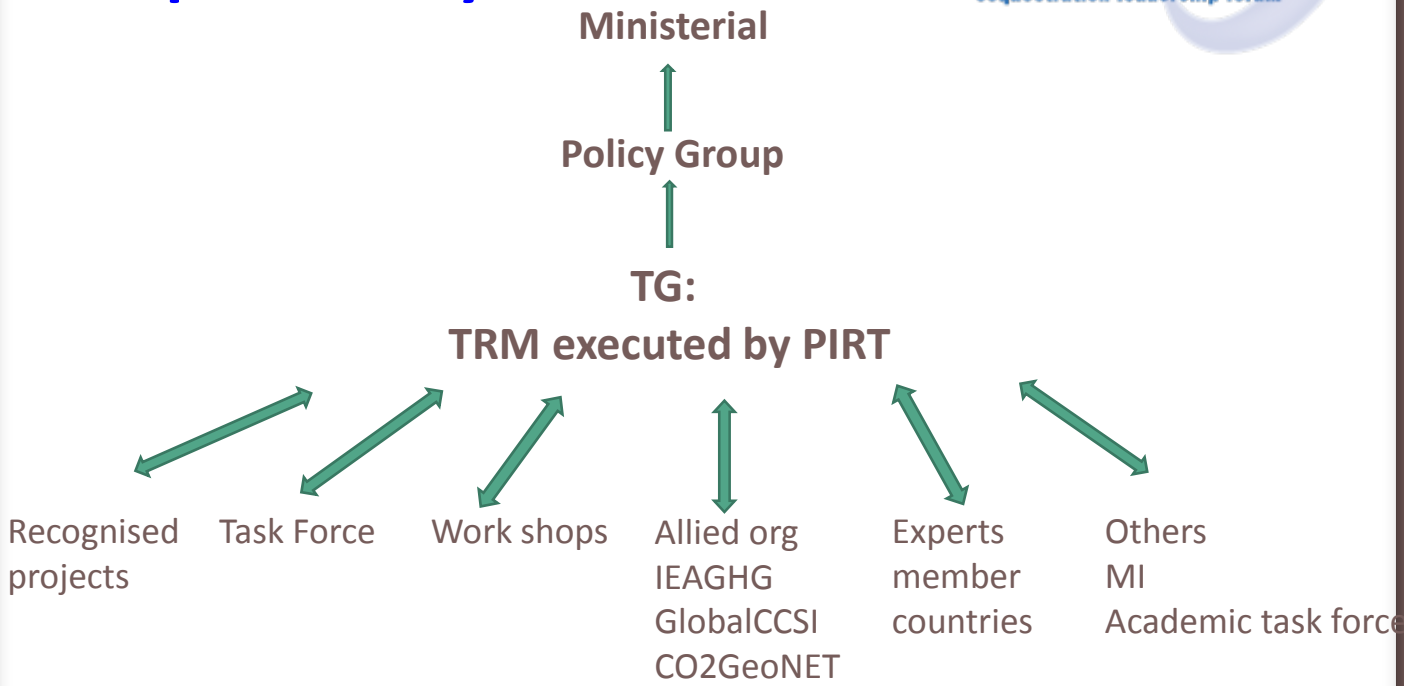 Ministerial
Policy Group
TG:
TRM executed by PIRT
Recognised
projects
Task Force
Work shops
Allied org
IEAGHG
GlobalCCSI
CO2GeoNET
Experts
member
countries
Others
MI
Academic task force